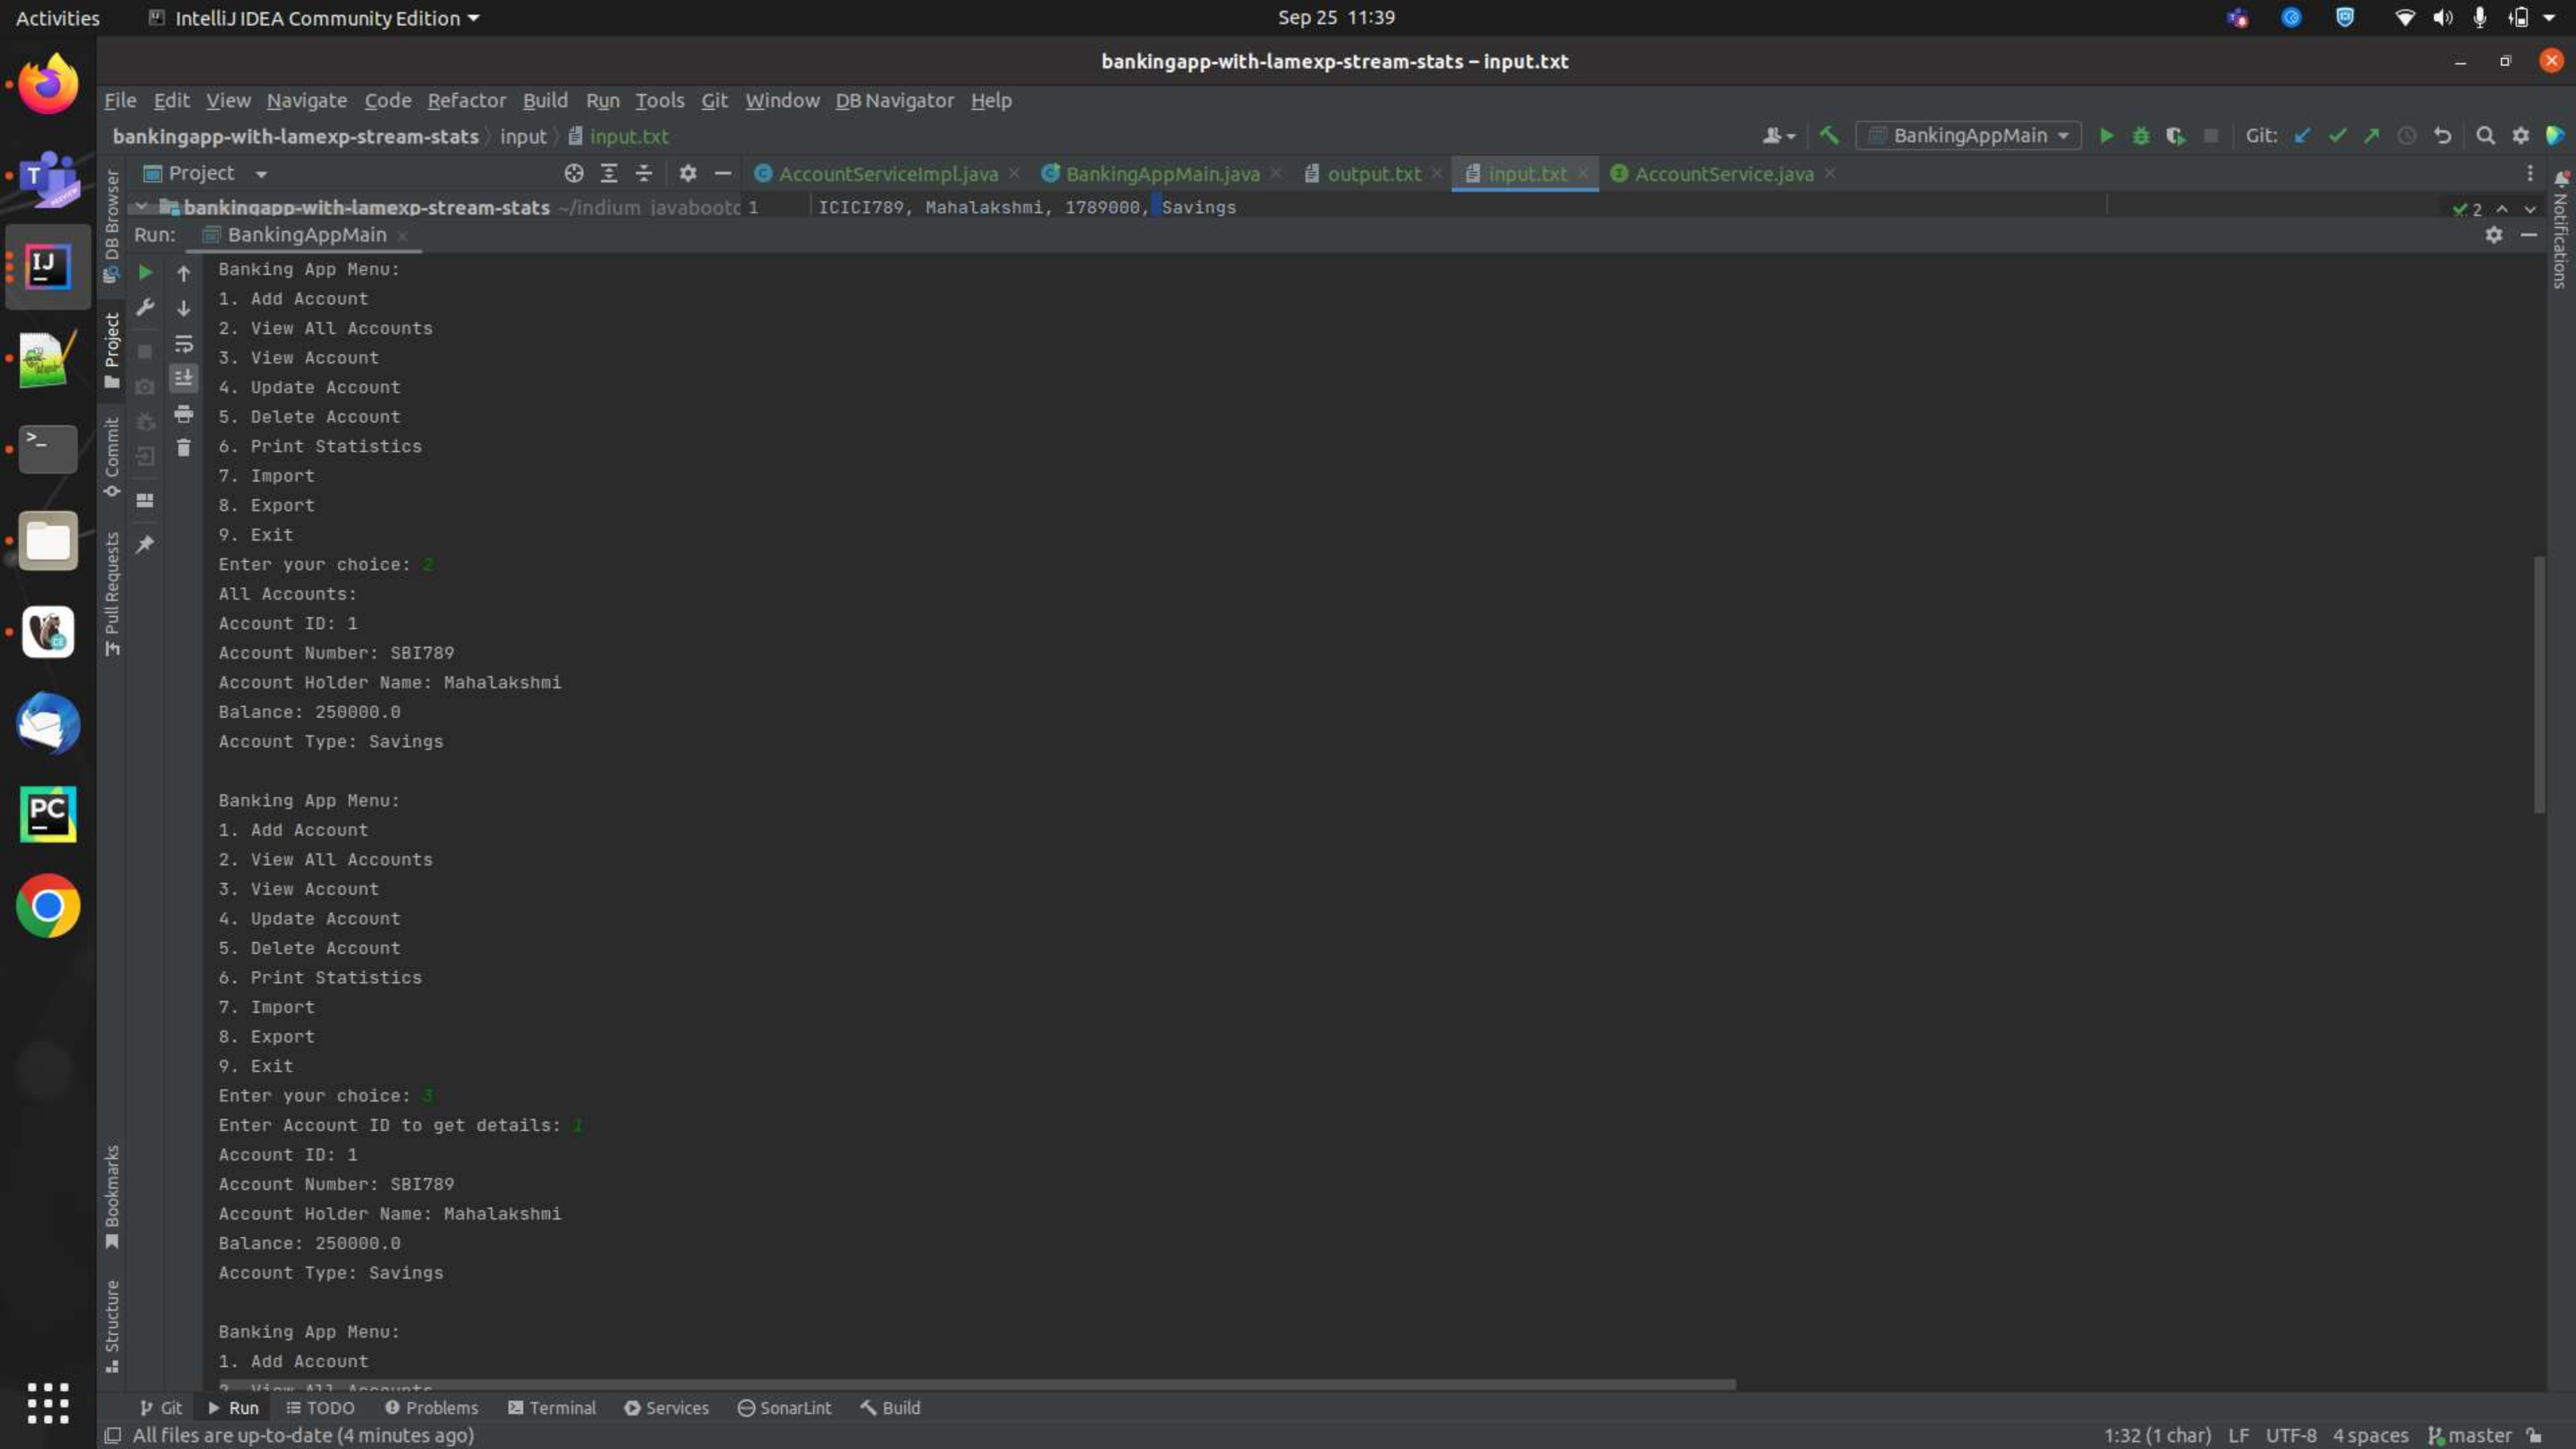 Activities IntelliJ IDEA Community Edition Sep 25 11:39
bankingapp-with-lamexp-stream-stats – input.txt
File Edit View Navigate Code Refactor Build Run Tools Git Window DB Navigator Help
bankingapp-with-lamexp-stream-stats input input.txt BankingAppMain Git:
Project AccountServiceImpl.java BankingAppMain.java output.txt input.txt AccountService.java
bankingapp-with-lamexp-stream-stats 1 ICICI789, Mahalakshmi, 1789000, Savings 2
Run: BankingAppMain
Banking App Menu:
1. Add Account
2. View All Accounts
3. View Account
4. Update Account
5. Delete Account
6. Print Statistics
7. Import
8. Export
9. Exit
Enter your choice: 2
All Accounts:
Account ID: 1
Account Number: SBI789
Account Holder Name: Mahalakshmi
Balance: 250000.0
Account Type: Savings
Banking App Menu:
1. Add Account
2. View All Accounts
3. View Account
4. Update Account
5. Delete Account
6. Print Statistics
7. Import
8. Export
9. Exit
Enter your choice: 3
Enter Account ID to get details: 1
Account ID: 1
Account Number: SBI789
Account Holder Name: Mahalakshmi
Balance: 250000.0
Account Type: Savings
Banking App Menu:
1. Add Account
2. View All Accounts
DB Browser
Project
Commit
Pull Requests
Bookmarks
Structure
Notifications
Git Run TODO Problems Terminal Services SonarLint Build
All files are up-to-date (4 minutes ago) 1:32 (1 char) LF UTF-8 4 spaces master